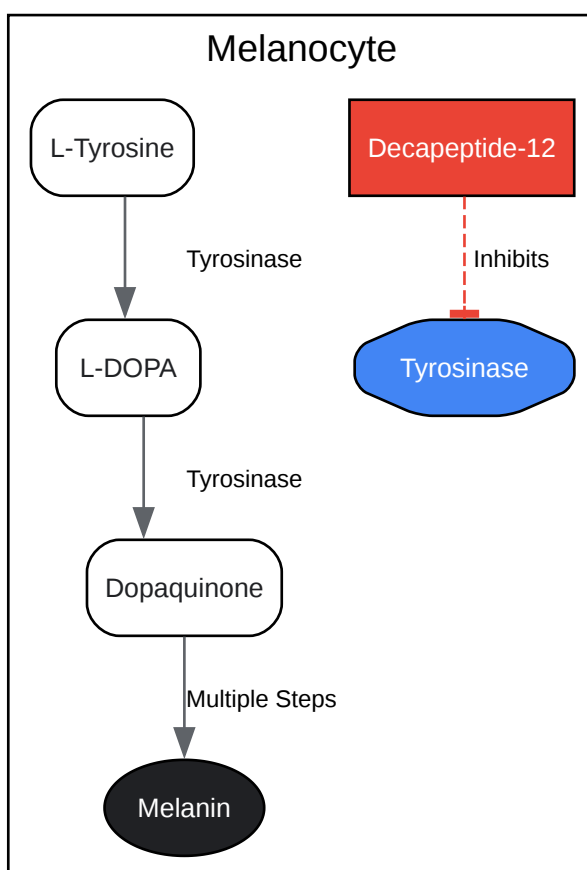 Melanocyte
L-Tyrosine
Decapeptide-12
Tyrosinase
Inhibits
L-DOPA
Tyrosinase
Tyrosinase
Dopaquinone
Multiple Steps
Melanin